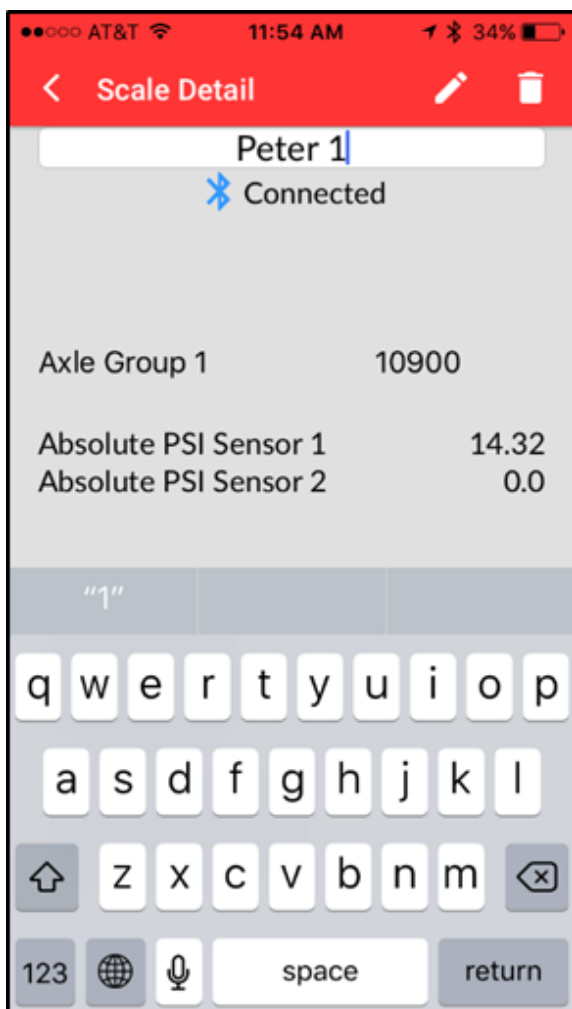 AT&T 11:54 AM 34%
Scale Detail
Peter 1
Connected
Axle Group 1 10900
Absolute PSI Sensor 1 14.32
Absolute PSI Sensor 2 0.0
“1”
q w e r t y u i o p
a s d f g h j k l
z x c v b n m
123 space return